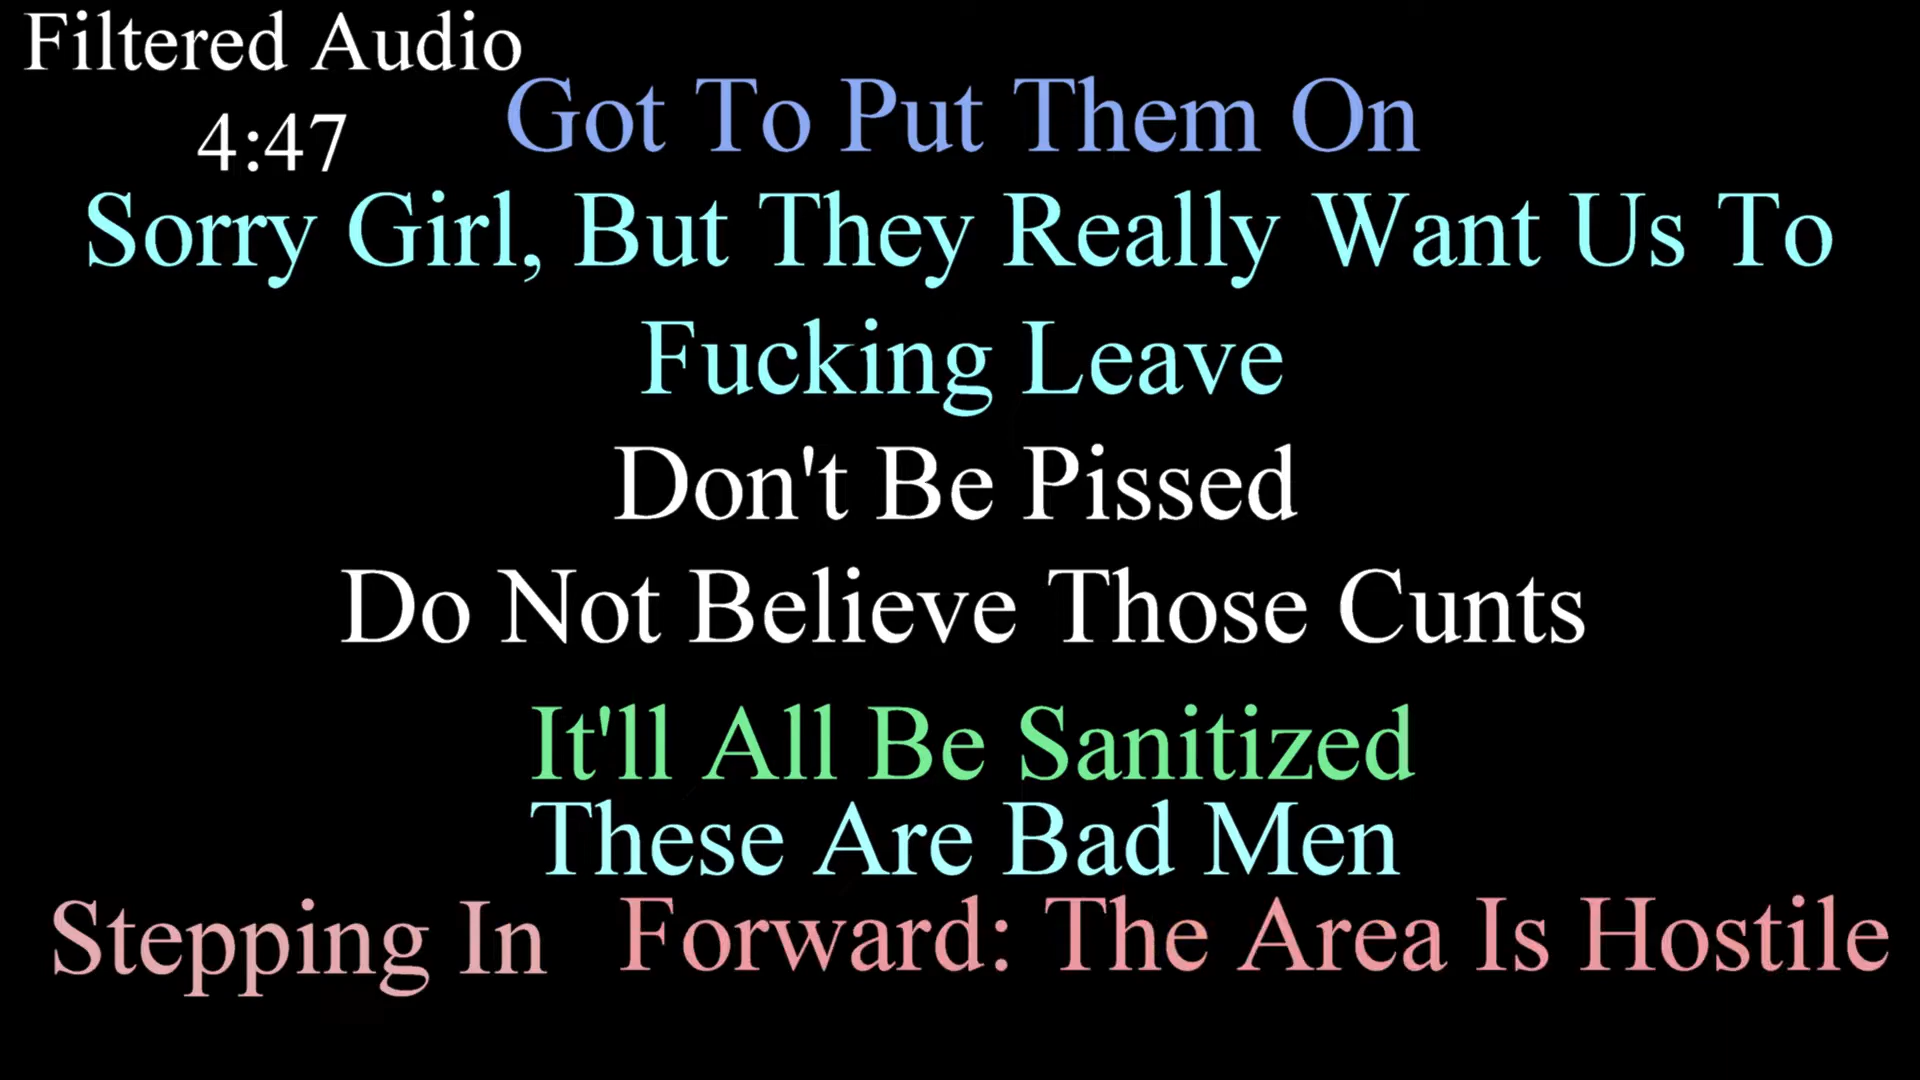 Filtered Audio
4:47
Got To Put Them On
Sorry Girl, But They Really Want Us To
Fucking Leave
Don't Be Pissed
Do Not Believe Those Cunts
It'll All Be Sanitized
These Are Bad Men
Stepping In
Forward: The Area Is Hostile